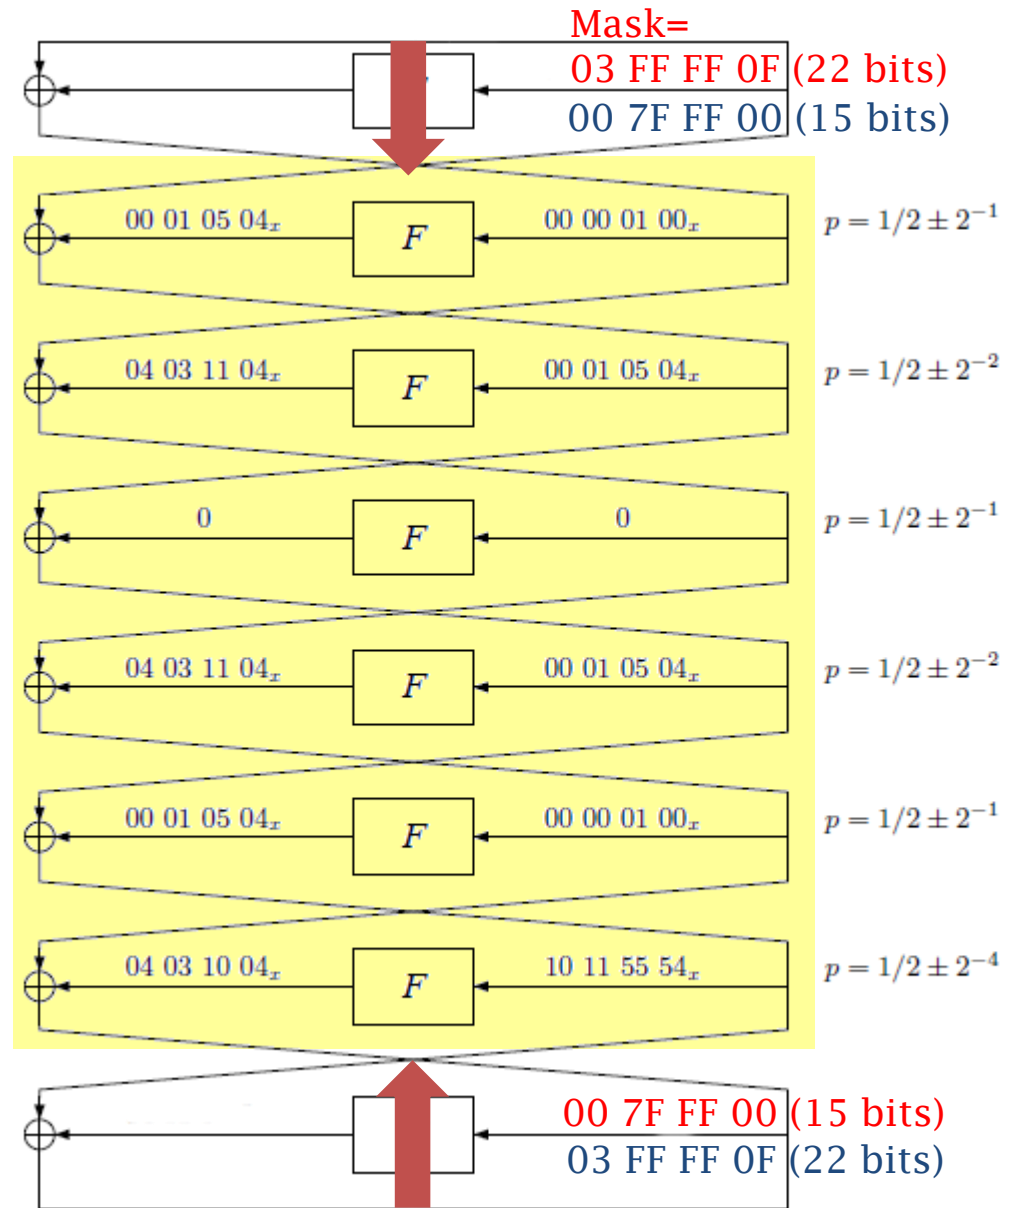 Mask=
03 FF FF 0F (22 bits)
00 7F FF 00 (15 bits)
00 01 05 04ₓ F 00 00 01 00ₓ p = 1/2 ± 2⁻¹
04 03 11 04ₓ F 00 01 05 04ₓ p = 1/2 ± 2⁻²
0 F 0 p = 1/2 ± 2⁻¹
04 03 11 04ₓ F 00 01 05 04ₓ p = 1/2 ± 2⁻²
00 01 05 04ₓ F 00 00 01 00ₓ p = 1/2 ± 2⁻¹
04 03 10 04ₓ F 10 11 55 54ₓ p = 1/2 ± 2⁻⁴
00 7F FF 00 (15 bits)
03 FF FF 0F (22 bits)